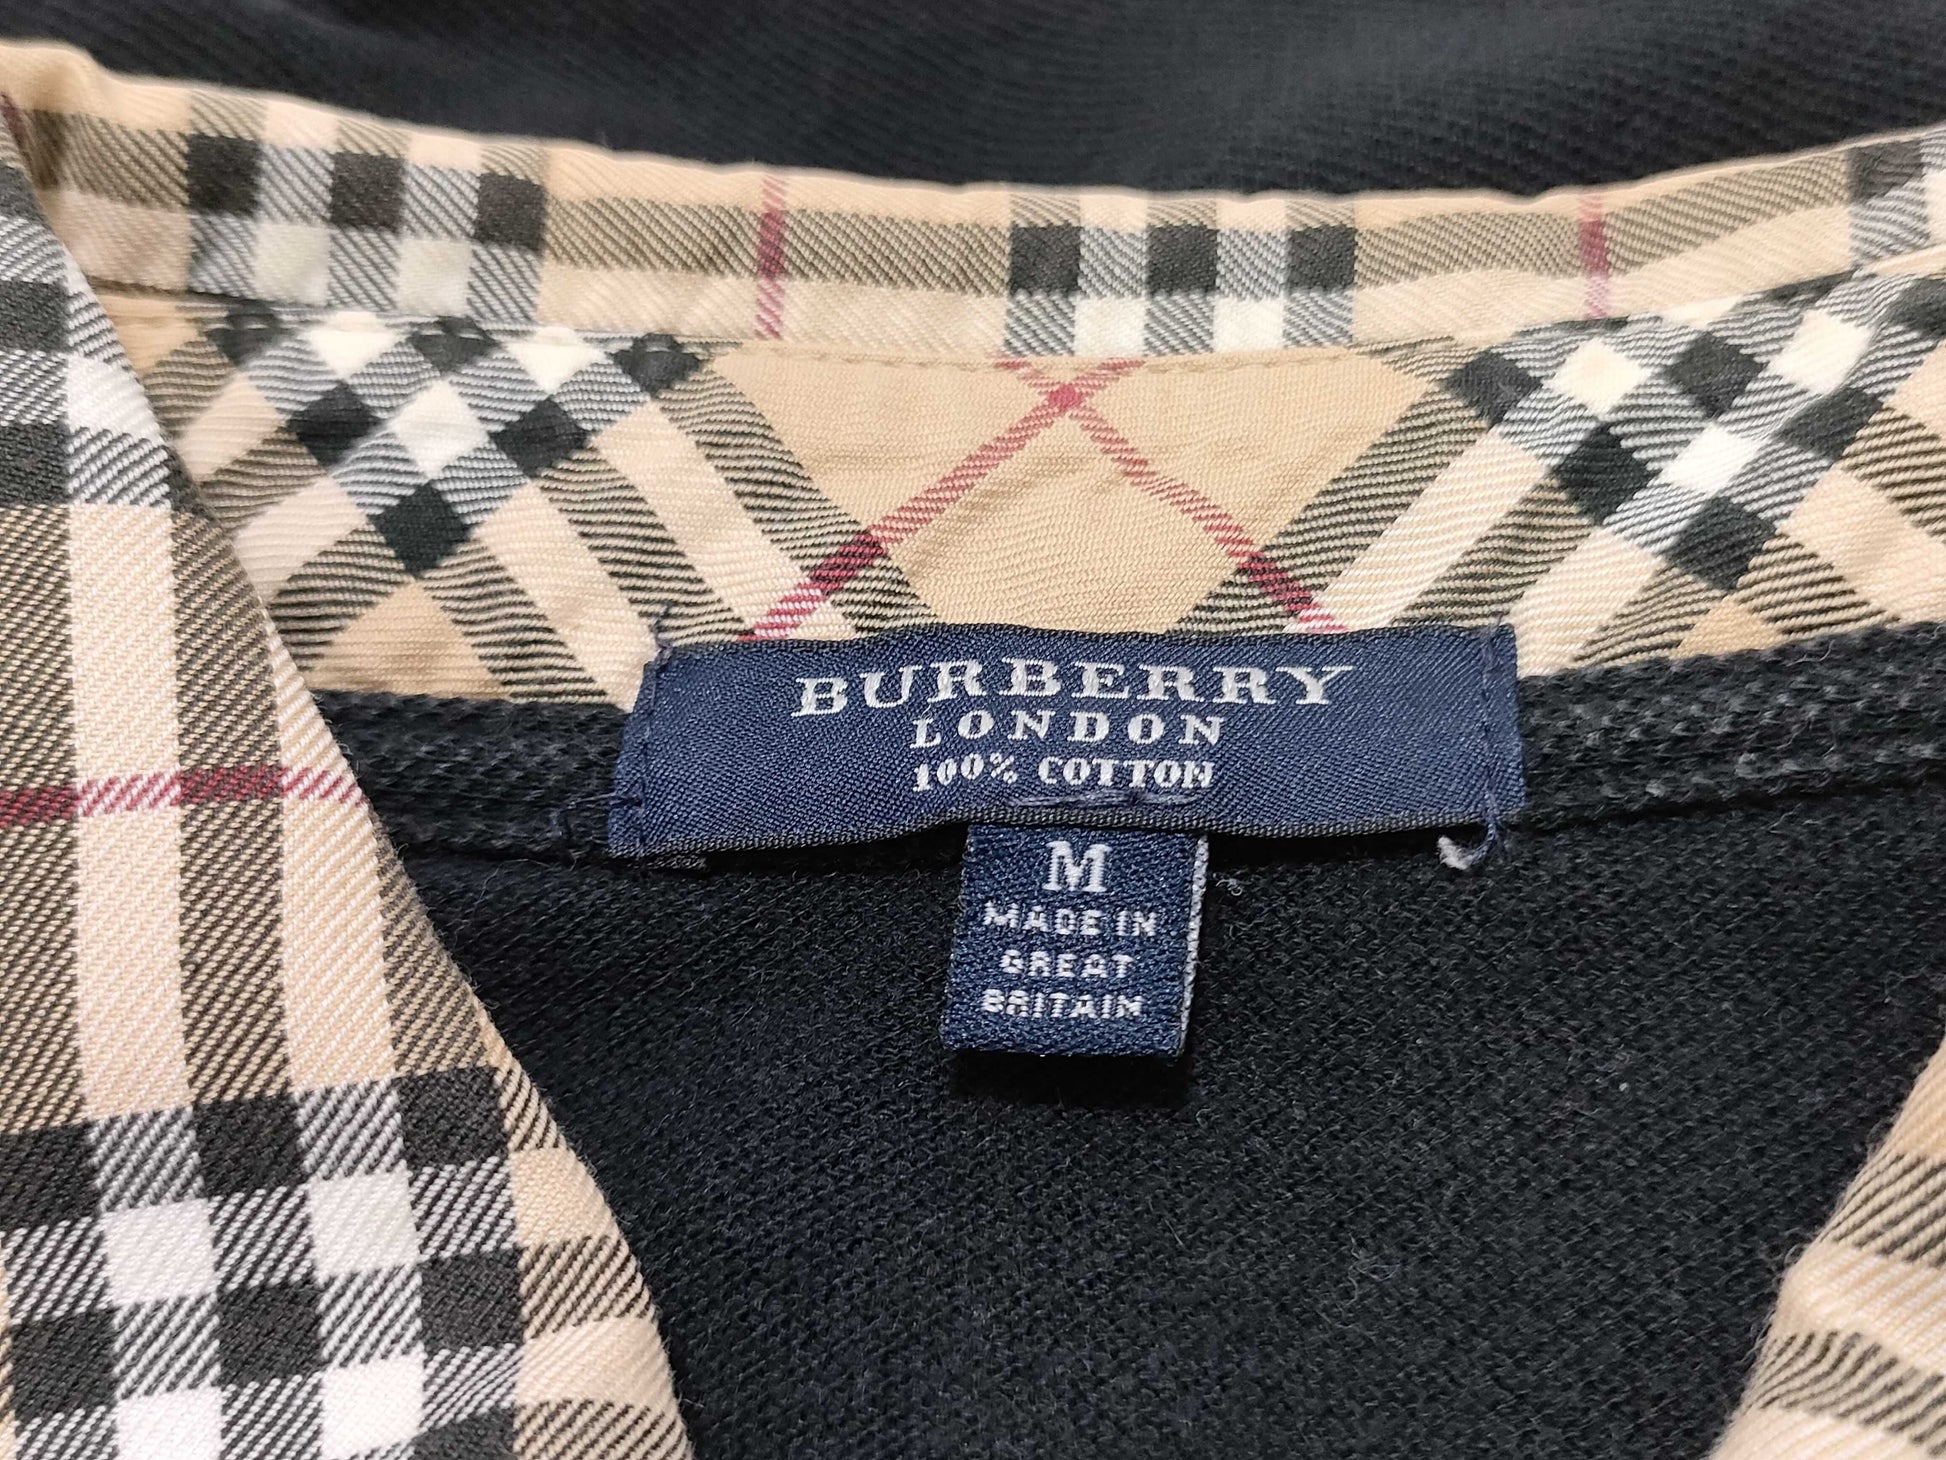 BURBERRY
LONDON
100% COTTON
M
MADE IN
GREAT
BRITAIN